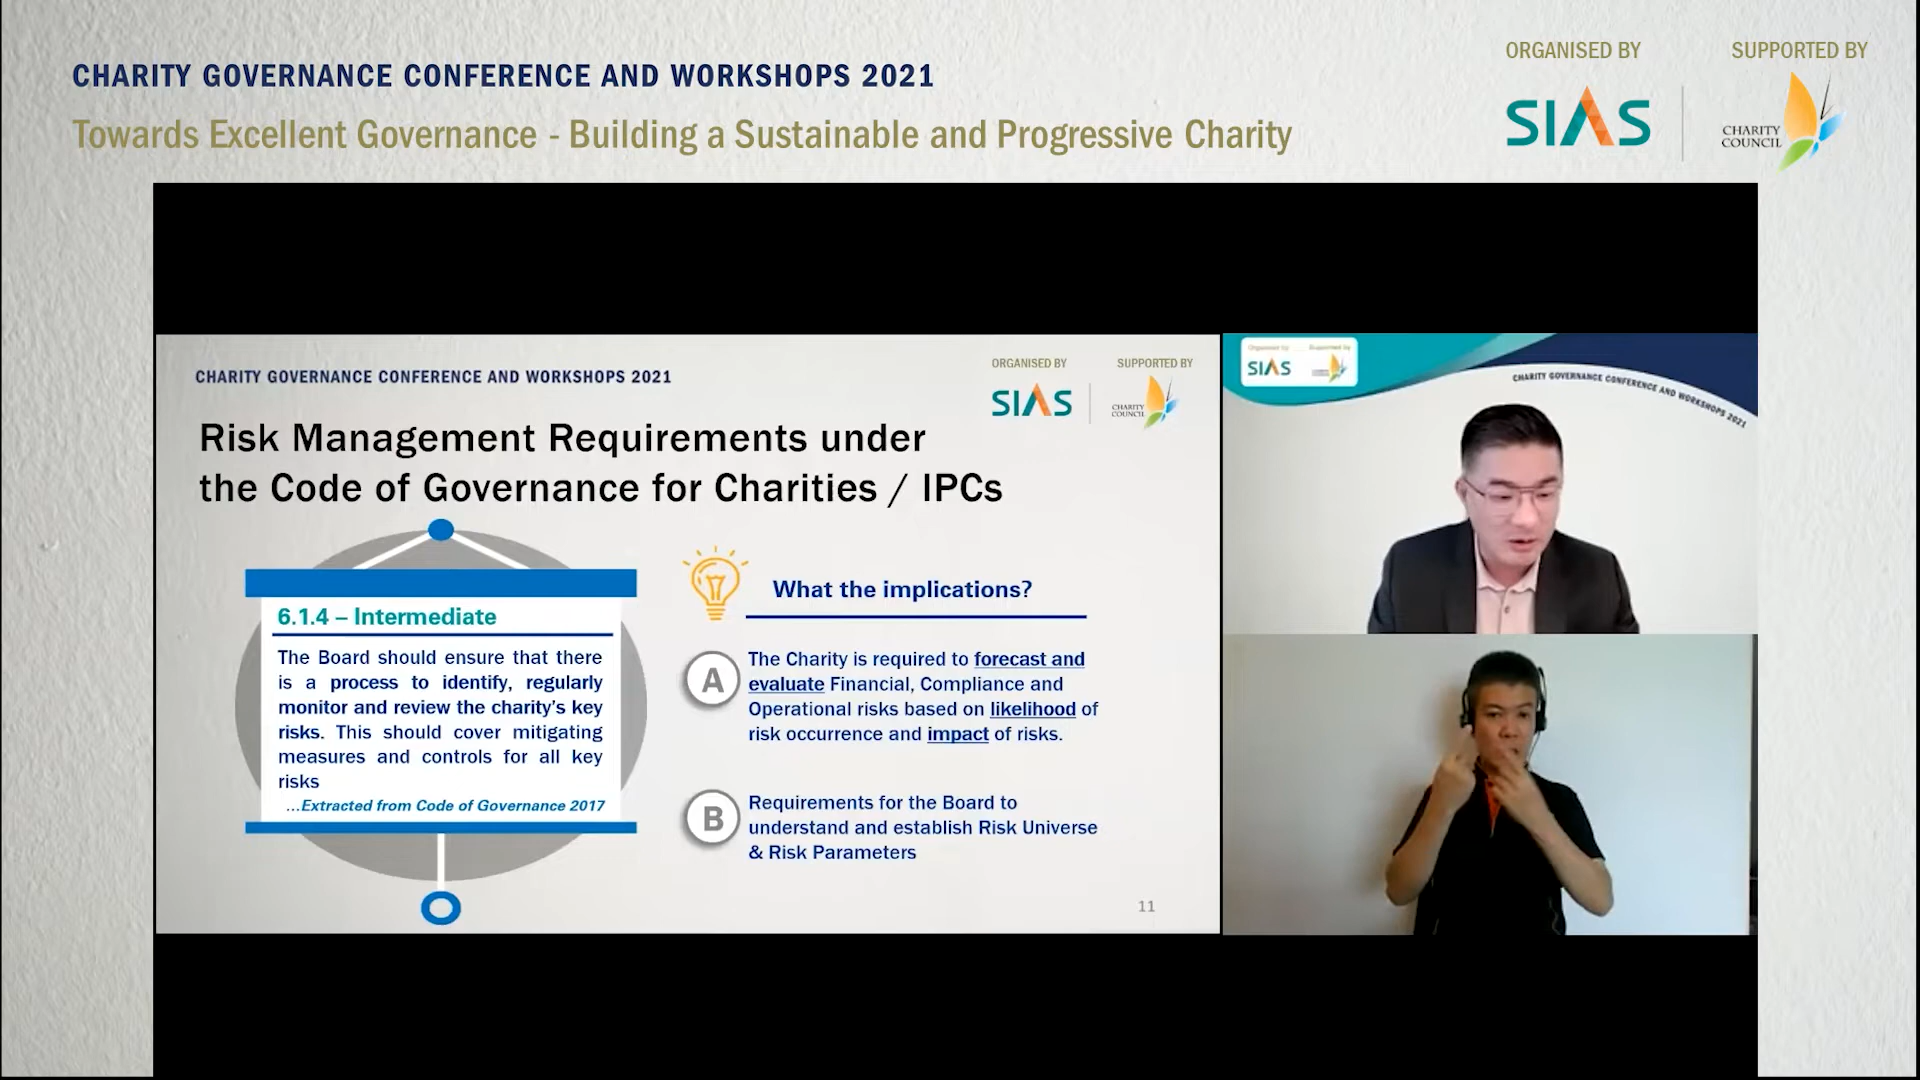 CHARITY GOVERNANCE CONFERENCE AND WORKSHOPS 2021
Towards Excellent Governance - Building a Sustainable and Progressive Charity
ORGANISED BY
SUPPORTED BY
SIAS
CHARITY
COUNCIL
CHARITY GOVERNANCE CONFERENCE AND WORKSHOPS 2021
ORGANISED BY
SUPPORTED BY
SIAS
CHARITY
COUNCIL
Risk Management Requirements under
the Code of Governance for Charities / IPCs
6.1.4 – Intermediate
The Board should ensure that there
is a process to identify, regularly
monitor and review the charity's key
risks. This should cover mitigating
measures and controls for all key
risks
...Extracted from Code of Governance 2017
What the implications?
A
The Charity is required to forecast and
evaluate Financial, Compliance and
Operational risks based on likelihood of
risk occurrence and impact of risks.
B
Requirements for the Board to
understand and establish Risk Universe
& Risk Parameters
11
Organised by
Supported by
SIAS
CHARITY GOVERNANCE CONFERENCE AND WORKSHOPS 2021